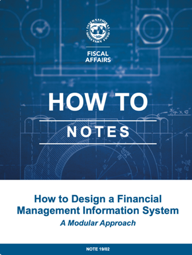 FISCAL
AFFAIRS
HOW TO
NOTES
How to Design a Financial
Management Information System
A Modular Approach
NOTE 19/02